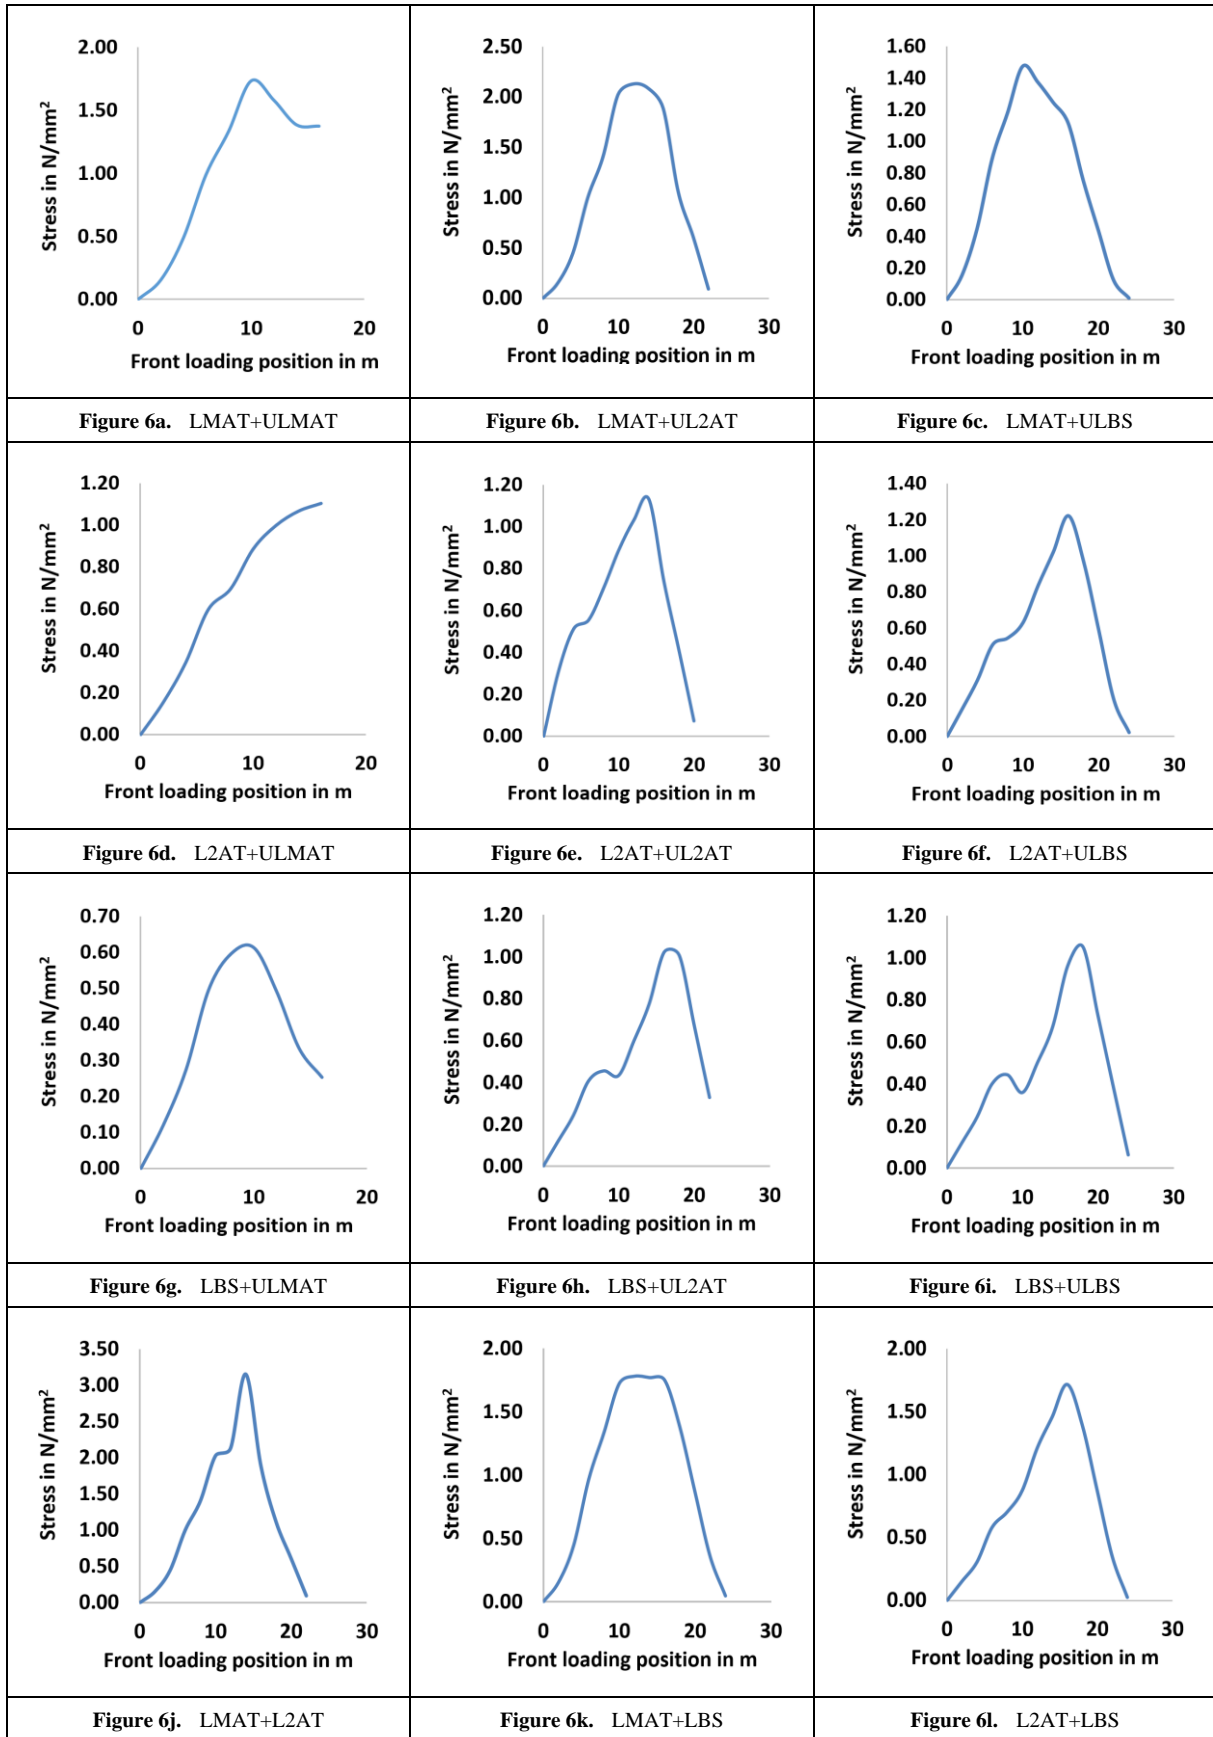 2.00
1.50
1.00
0.50
0.00
0 10 20
Stress in N/mm²
Front loading position in m
2.50
2.00
1.50
1.00
0.50
0.00
0 10 20 30
Stress in N/mm²
Front loading position in m
1.60
1.40
1.20
1.00
0.80
0.60
0.40
0.20
0.00
0 10 20 30
Stress in N/mm²
Front loading position in m
Figure 6a. LMAT+ULMAT
Figure 6b. LMAT+UL2AT
Figure 6c. LMAT+ULBS
1.20
1.00
0.80
0.60
0.40
0.20
0.00
0 10 20
Stress in N/mm²
Front loading position in m
1.20
1.00
0.80
0.60
0.40
0.20
0.00
0 10 20 30
Stress in N/mm²
Front loading position in m
1.40
1.20
1.00
0.80
0.60
0.40
0.20
0.00
0 10 20 30
Stress in N/mm²
Front loading position in m
Figure 6d. L2AT+ULMAT
Figure 6e. L2AT+UL2AT
Figure 6f. L2AT+ULBS
0.70
0.60
0.50
0.40
0.30
0.20
0.10
0.00
0 10 20
Stress in N/mm²
Front loading position in m
1.20
1.00
0.80
0.60
0.40
0.20
0.00
0 10 20 30
Stress in N/mm²
Front loading position in m
1.20
1.00
0.80
0.60
0.40
0.20
0.00
0 10 20 30
Stress in N/mm²
Front loading position in m
Figure 6g. LBS+ULMAT
Figure 6h. LBS+UL2AT
Figure 6i. LBS+ULBS
3.50
3.00
2.50
2.00
1.50
1.00
0.50
0.00
0 10 20 30
Stress in N/mm²
Front loading position in m
2.00
1.50
1.00
0.50
0.00
0 10 20 30
Stress in N/mm²
Front loading position in m
2.00
1.50
1.00
0.50
0.00
0 10 20 30
Stress in N/mm²
Front loading position in m
Figure 6j. LMAT+L2AT
Figure 6k. LMAT+LBS
Figure 6l. L2AT+LBS